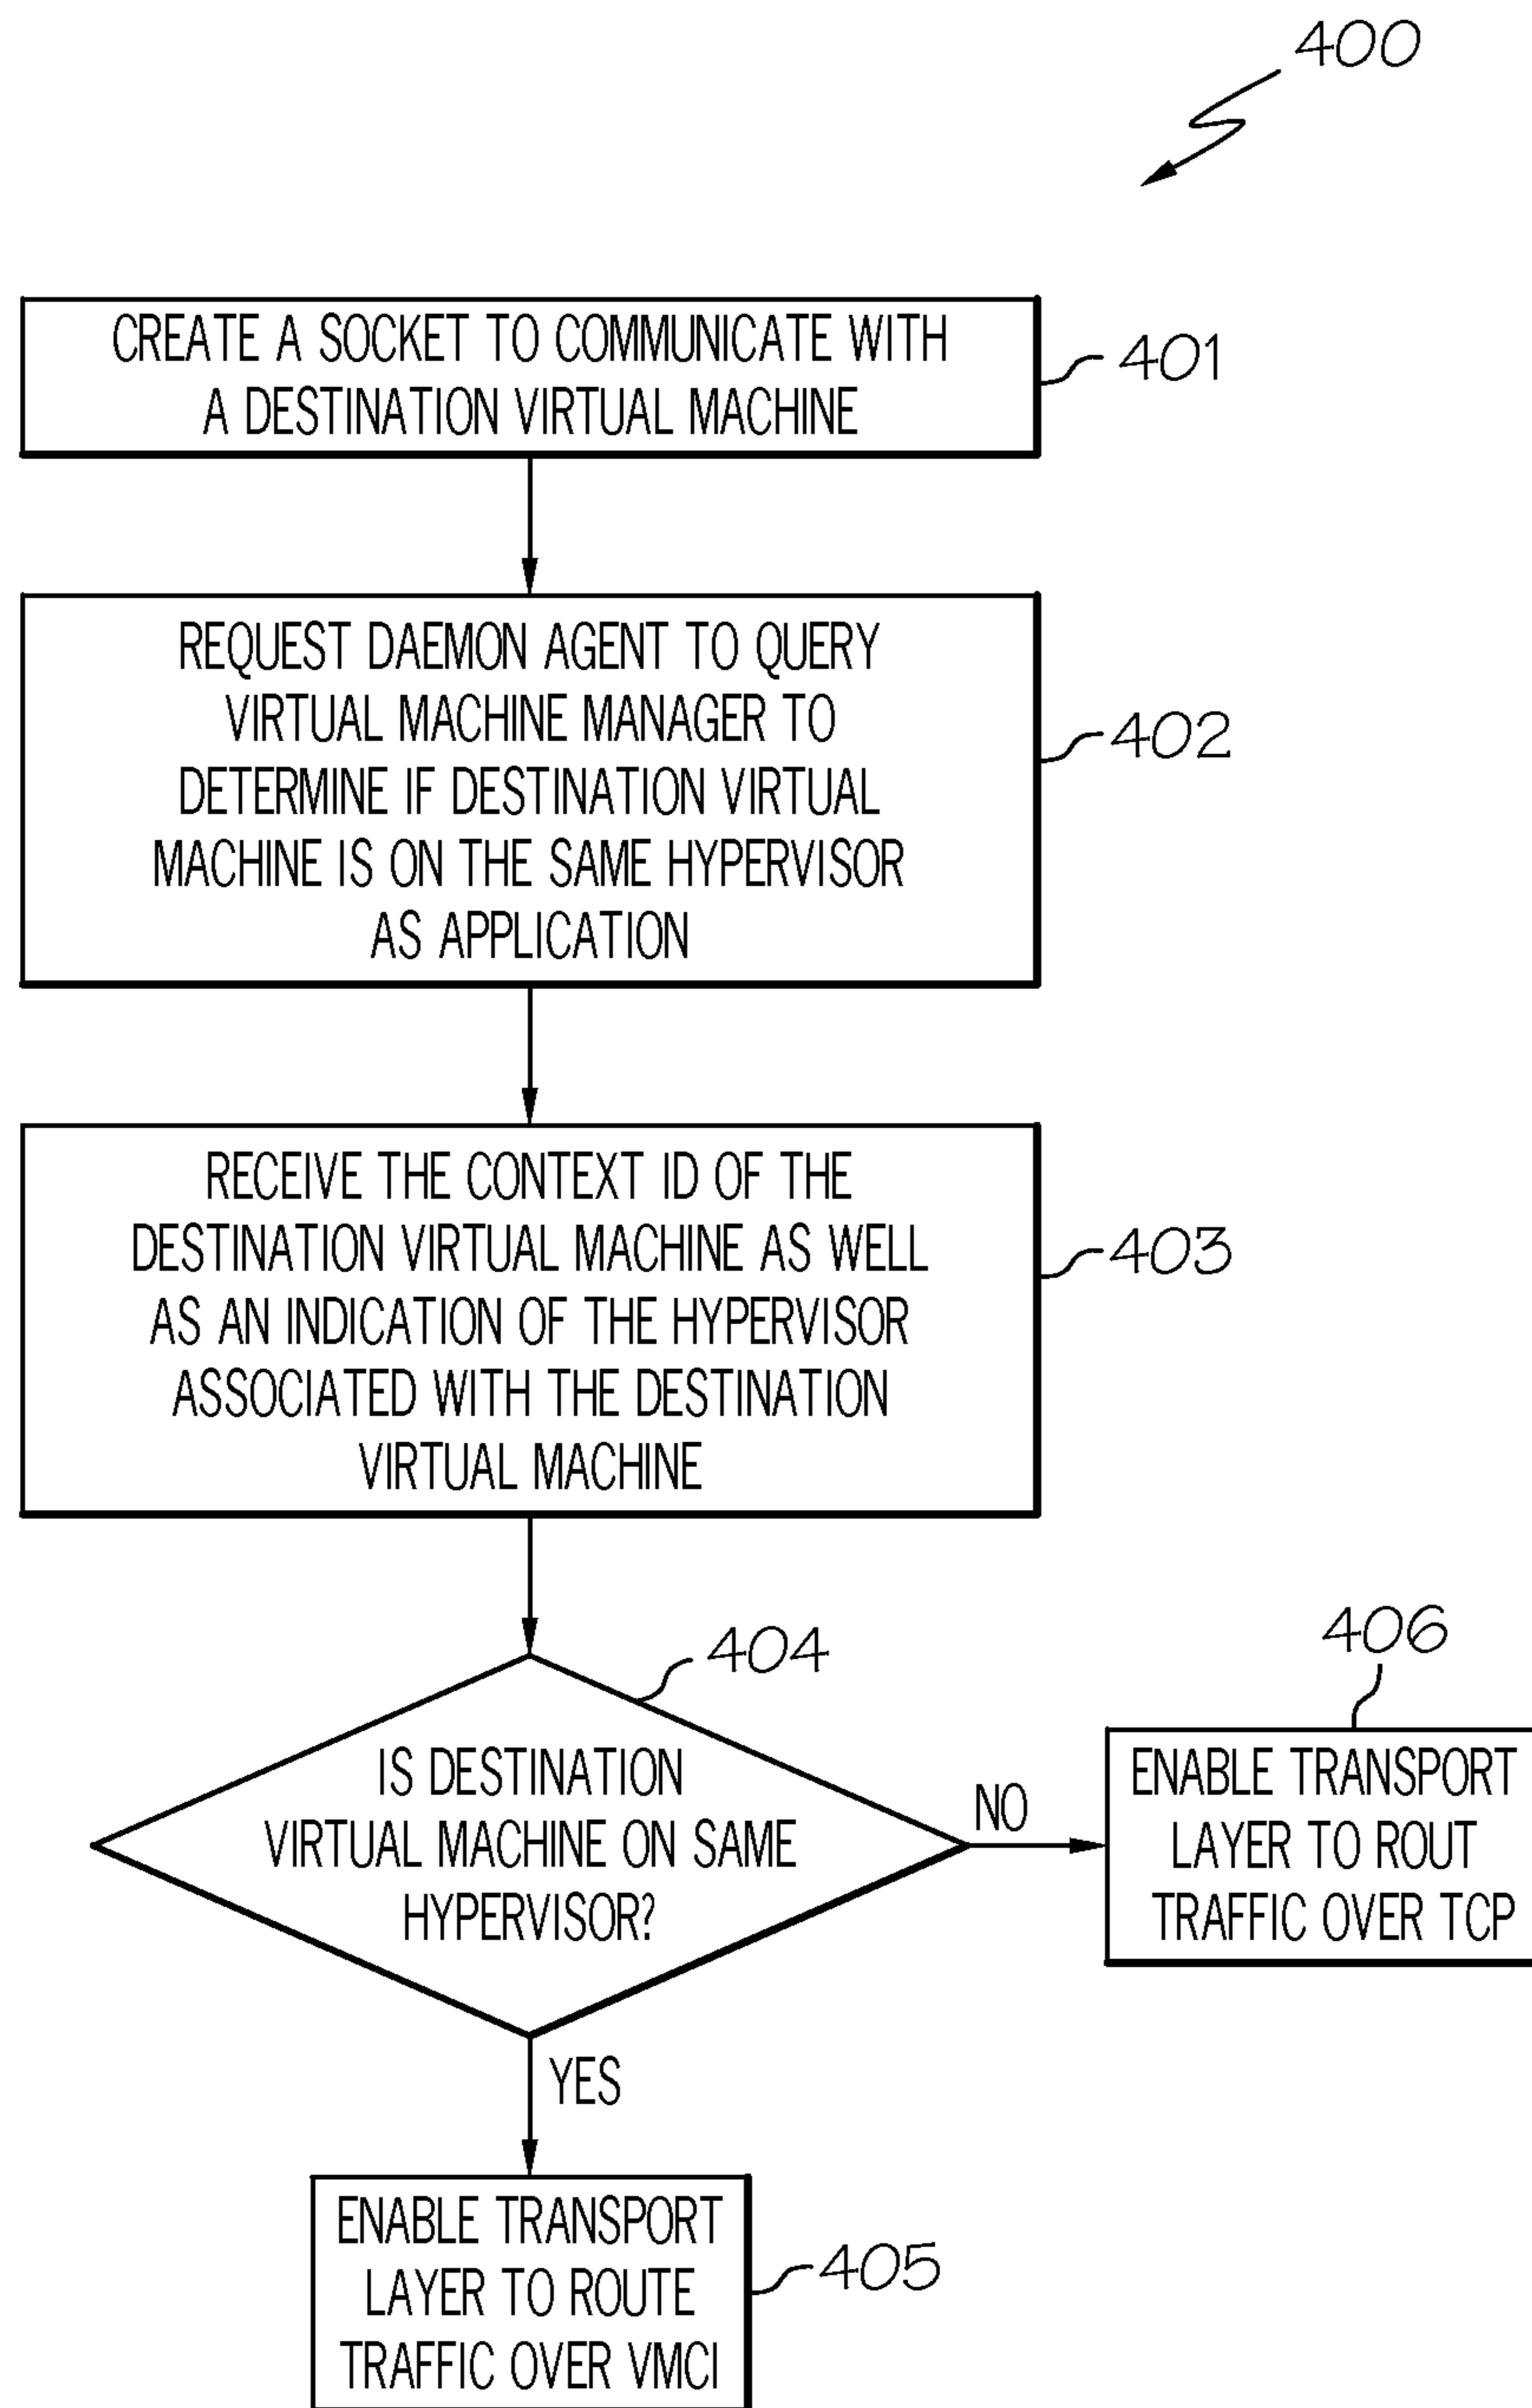 400
CREATE A SOCKET TO COMMUNICATE WITH
A DESTINATION VIRTUAL MACHINE
401
REQUEST DAEMON AGENT TO QUERY
VIRTUAL MACHINE MANAGER TO
DETERMINE IF DESTINATION VIRTUAL
MACHINE IS ON THE SAME HYPERVISOR
AS APPLICATION
402
RECEIVE THE CONTEXT ID OF THE
DESTINATION VIRTUAL MACHINE AS WELL
AS AN INDICATION OF THE HYPERVISOR
ASSOCIATED WITH THE DESTINATION
VIRTUAL MACHINE
403
404
IS DESTINATION
VIRTUAL MACHINE ON SAME
HYPERVISOR?
NO
406
ENABLE TRANSPORT
LAYER TO ROUT
TRAFFIC OVER TCP
YES
ENABLE TRANSPORT
LAYER TO ROUTE
TRAFFIC OVER VMCI
405